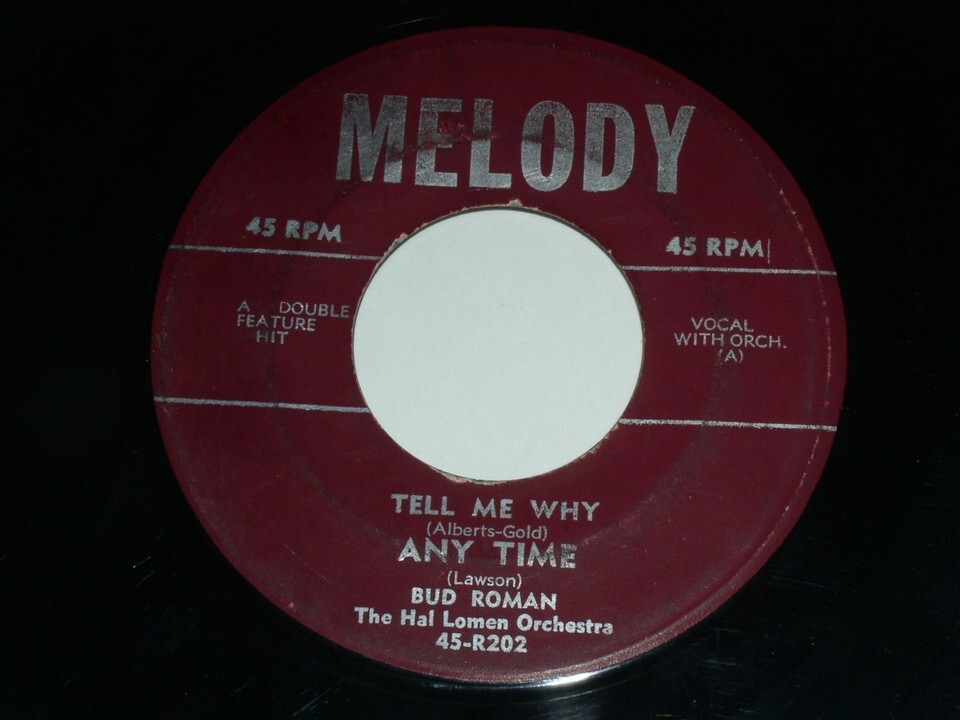 MELODY
45 RPM
45 RPM
A DOUBLE
FEATURE
HIT
VOCAL
WITH ORCH.
(A)
TELL ME WHY
(Alberts-Gold)
ANY TIME
(Lawson)
BUD ROMAN
The Hal Lomen Orchestra
45-R202